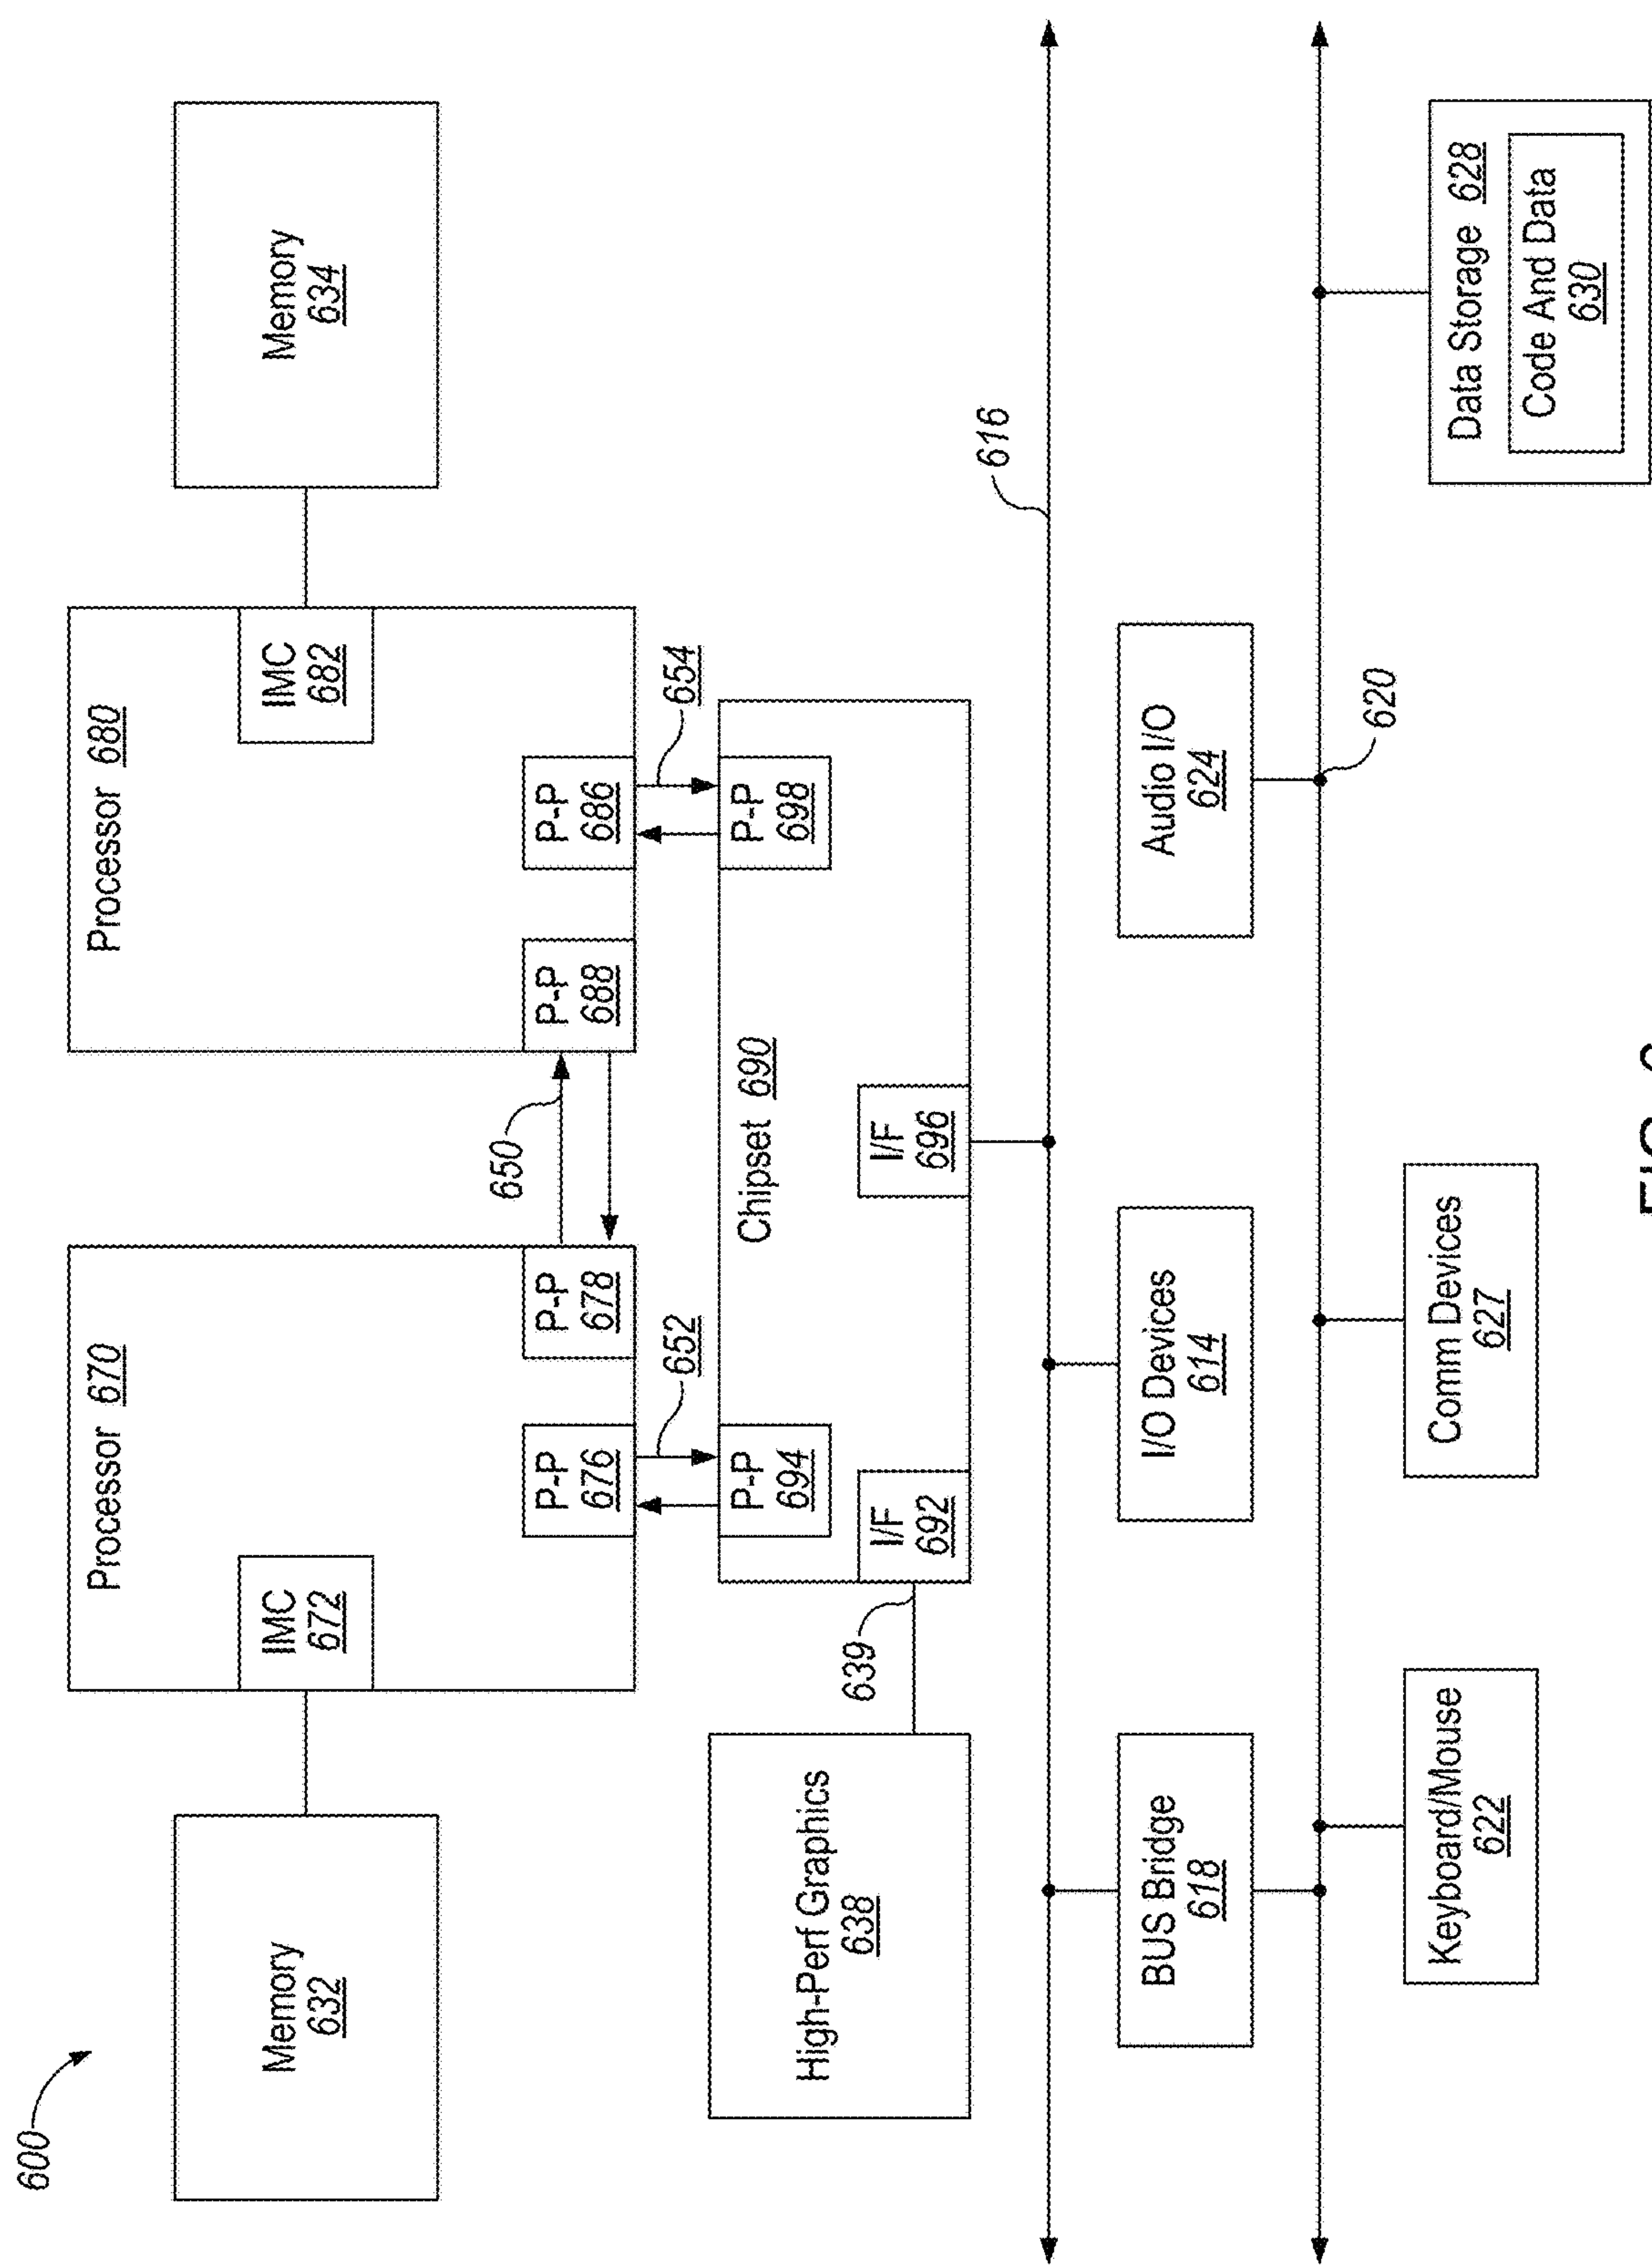 600
Processor 670
Processor 680
Memory
632
IMC
672
IMC
682
Memory
634
650
P-P
676
P-P
678
P-P
688
P-P
686
652
654
Chipset 690
P-P
694
P-P
698
High-Perf Graphics
638
639
I/F
692
I/F
696
616
BUS Bridge
618
I/O Devices
614
Audio I/O
624
620
Keyboard/Mouse
622
Comm Devices
627
Data Storage 628
Code And Data
630
FIG.